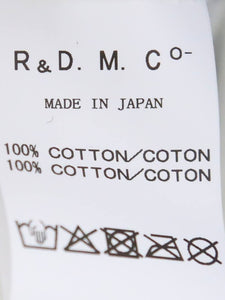 R & D. M. Co-
MADE IN JAPAN
100% COTTON/COTON
100% COTTON/COTON